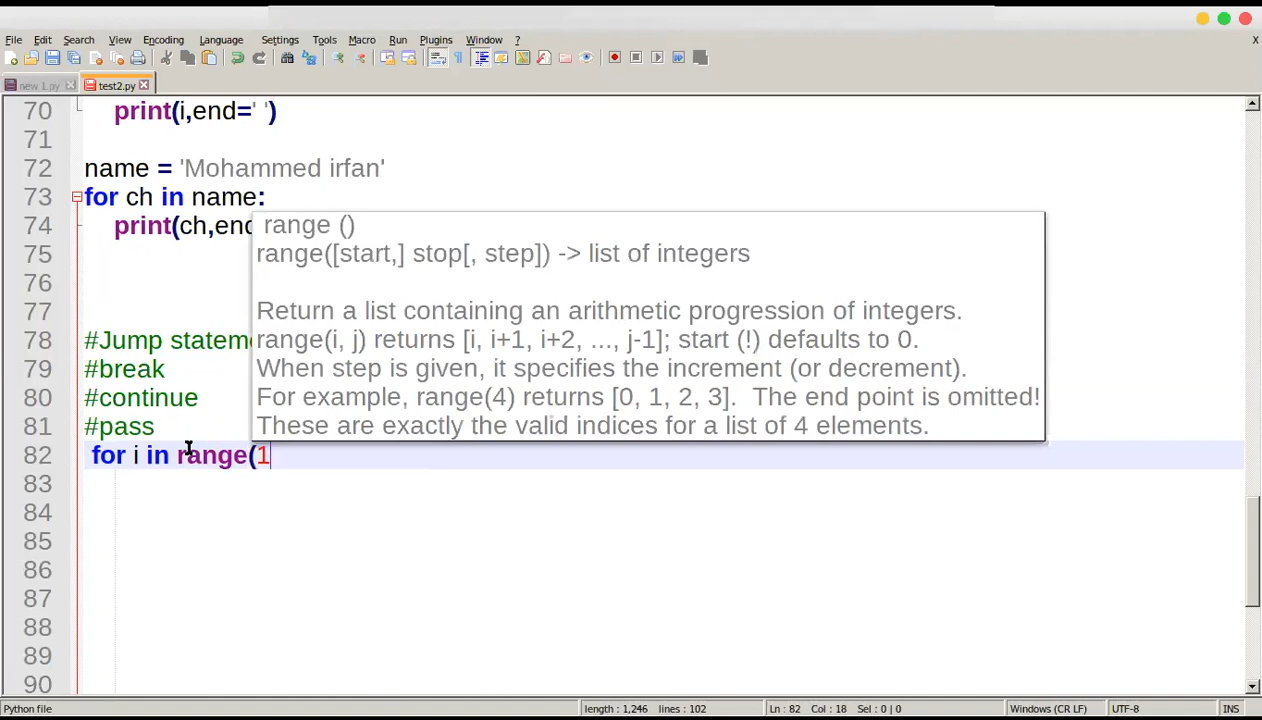 File Edit Search View Encoding Language Settings Tools Macro Run Plugins Window ? X
new 1.py test2.py
70 print(i,end=' ')
71
72 name = 'Mohammed irfan'
73 for ch in name:
74 print(ch,end
range ()
75 range([start,] stop[, step]) -> list of integers
76
77 Return a list containing an arithmetic progression of integers.
78 #Jump stateme range(i, j) returns [i, i+1, i+2, ..., j-1]; start (!) defaults to 0.
79 #break When step is given, it specifies the increment (or decrement).
80 #continue For example, range(4) returns [0, 1, 2, 3]. The end point is omitted!
81 #pass These are exactly the valid indices for a list of 4 elements.
82 for i in range(1
83
84
85
86
87
88
89
90
Python file length : 1,246 lines : 102 Ln : 82 Col : 18 Sel : 0 | 0 Windows (CR LF) UTF-8 INS